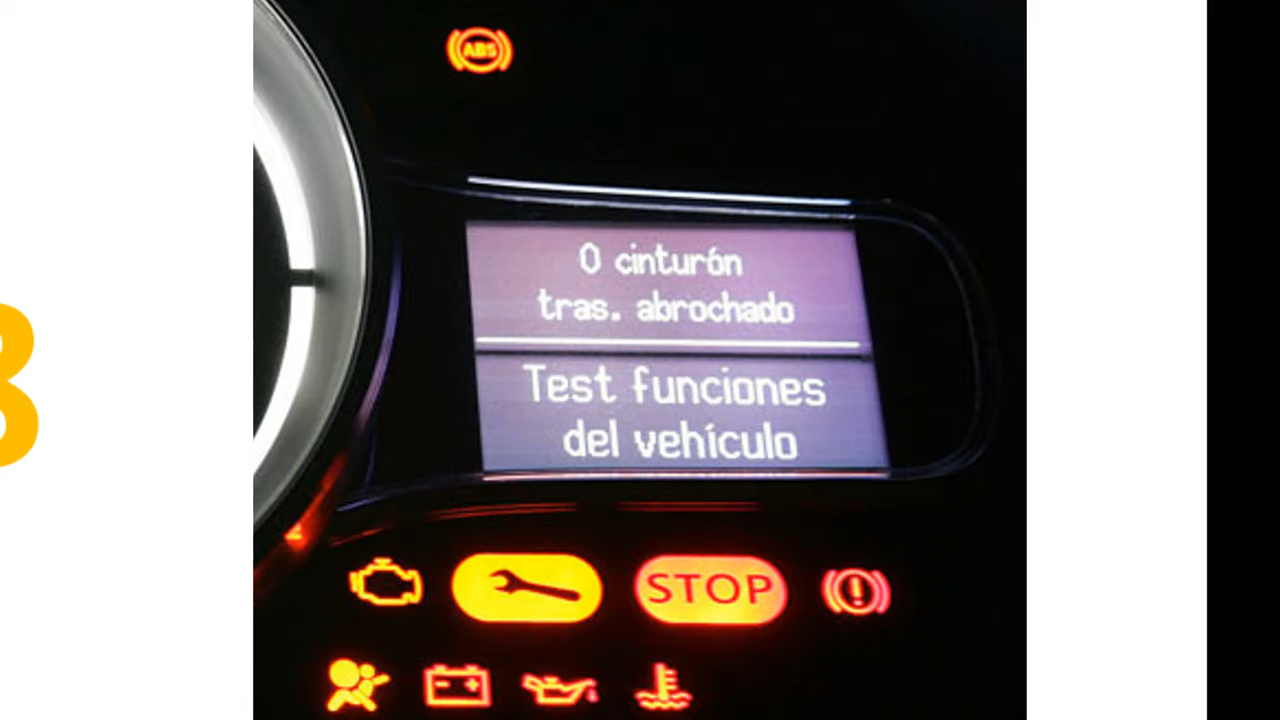 ABS
0 cinturón
tras. abrochado
Test funciones
del vehículo
STOP